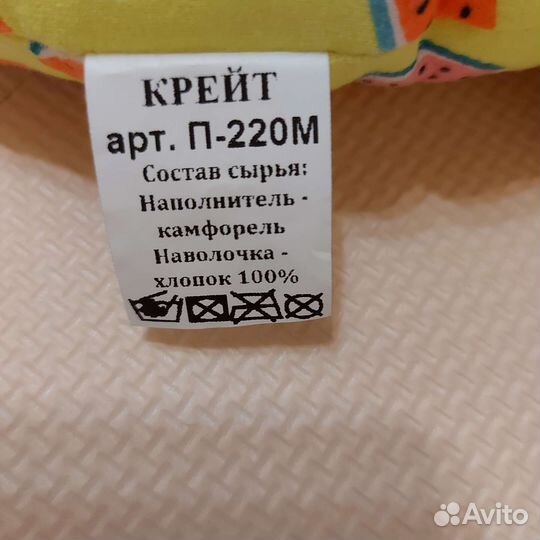 КРЕЙТ
арт. П-220М
Состав сырья:
Наполнитель -
камфорель
Наволочка -
хлопок 100%
Avito